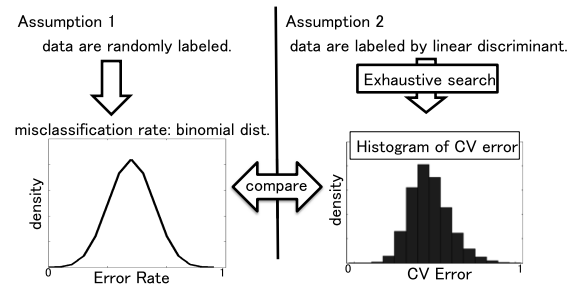 Assumption 1
data are randomly labeled.
misclassification rate: binomial dist.
density
0
1
Error Rate
compare
Assumption 2
data are labeled by linear discriminant.
Exhaustive search
Histogram of CV error
density
0
1
CV Error